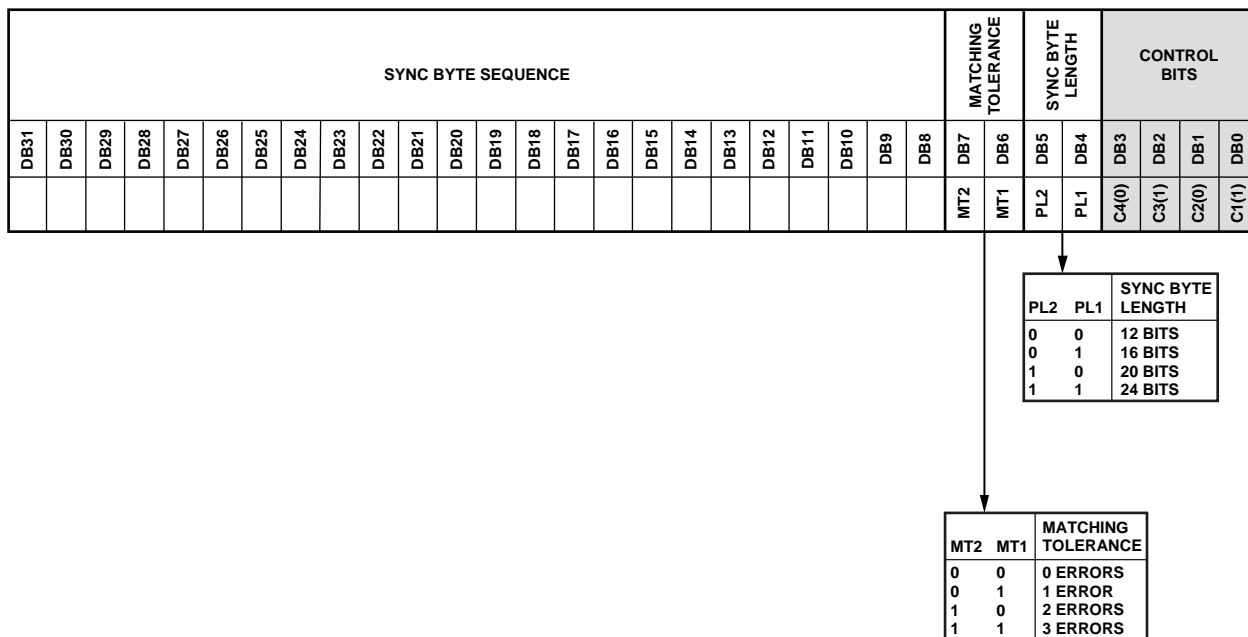 SYNC BYTE SEQUENCE
MATCHING
TOLERANCE
SYNC BYTE
LENGTH
CONTROL
BITS
DB31 DB30 DB29 DB28 DB27 DB26 DB25 DB24 DB23 DB22 DB21 DB20 DB19 DB18 DB17 DB16 DB15 DB14 DB13 DB12 DB11 DB10 DB9 DB8 DB7 DB6 DB5 DB4 DB3 DB2 DB1 DB0
MT2 MT1 PL2 PL1 C4(0) C3(1) C2(0) C1(1)
SYNC BYTE
PL2 PL1 LENGTH
0 0 12 BITS
0 1 16 BITS
1 0 20 BITS
1 1 24 BITS
MATCHING
MT2 MT1 TOLERANCE
0 0 0 ERRORS
0 1 1 ERROR
1 0 2 ERRORS
1 1 3 ERRORS